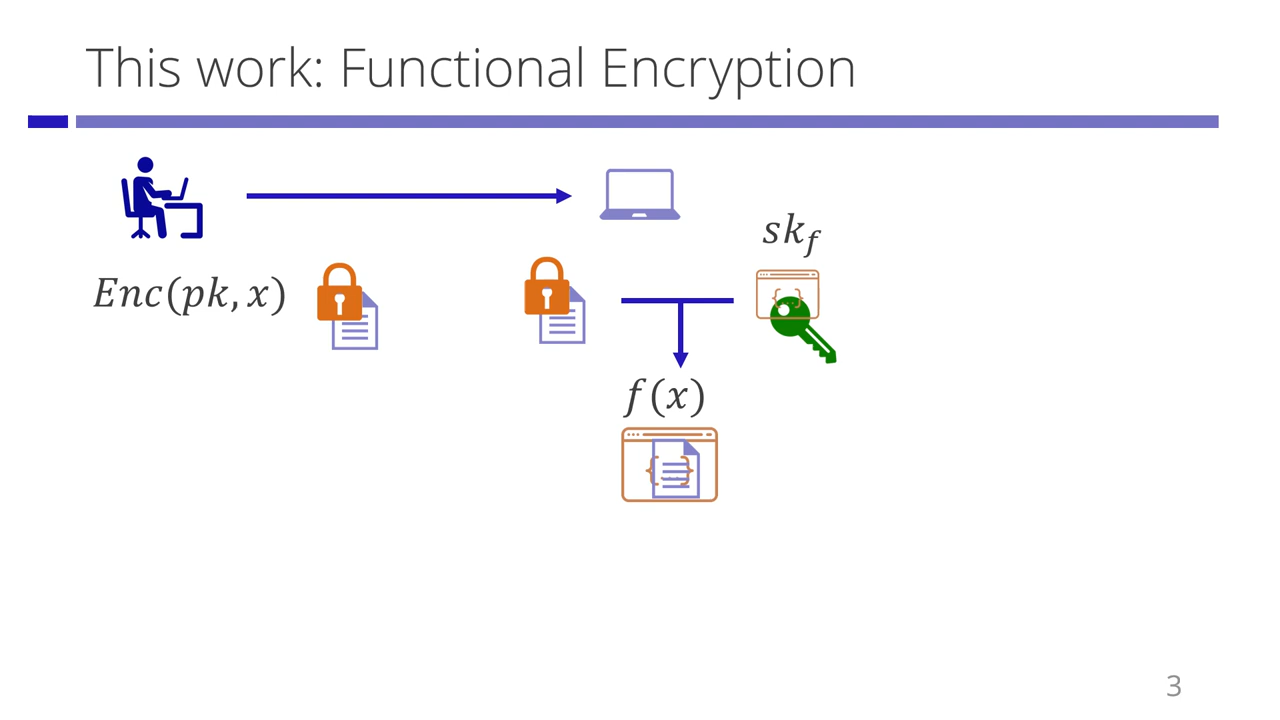 This work: Functional Encryption
sk_f
Enc(pk, x)
f(x)
3